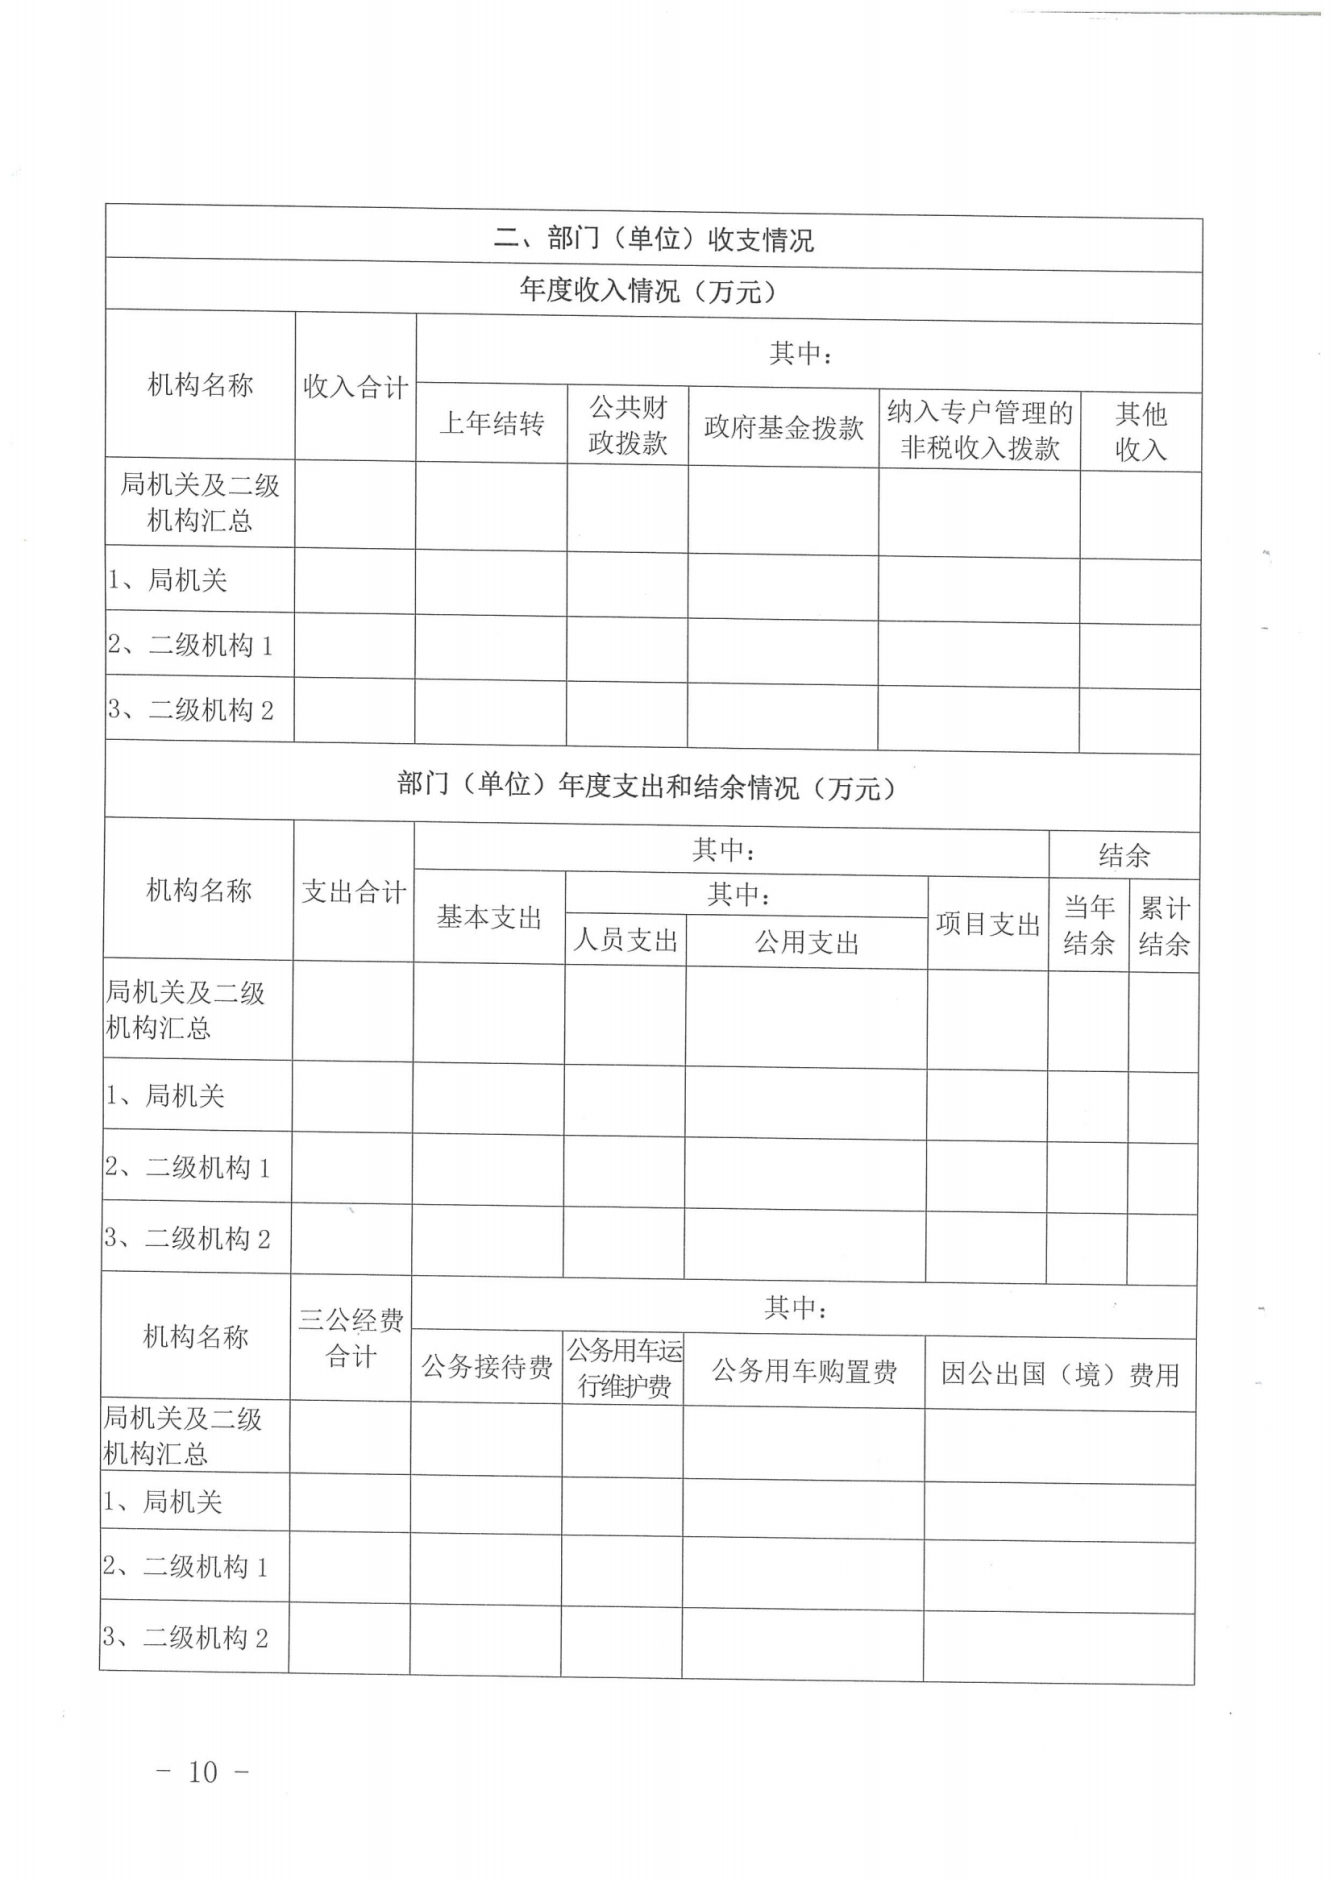 二、部门（单位）收支情况
年度收入情况（万元）
机构名称
收入合计
其中：
上年结转
公共财
政拨款
政府基金拨款
纳入专户管理的
非税收入拨款
其他
收入
局机关及二级
机构汇总
1、局机关
2、二级机构1
3、二级机构2
部门（单位）年度支出和结余情况（万元）
机构名称
支出合计
其中：
结余
基本支出
其中：
人员支出
公用支出
项目支出
当年
结余
累计
结余
局机关及二级
机构汇总
1、局机关
2、二级机构1
3、二级机构2
机构名称
三公经费
合计
其中：
公务接待费
公务用车运
行维护费
公务用车购置费
因公出国（境）费用
局机关及二级
机构汇总
1、局机关
2、二级机构1
3、二级机构2
- 10 -